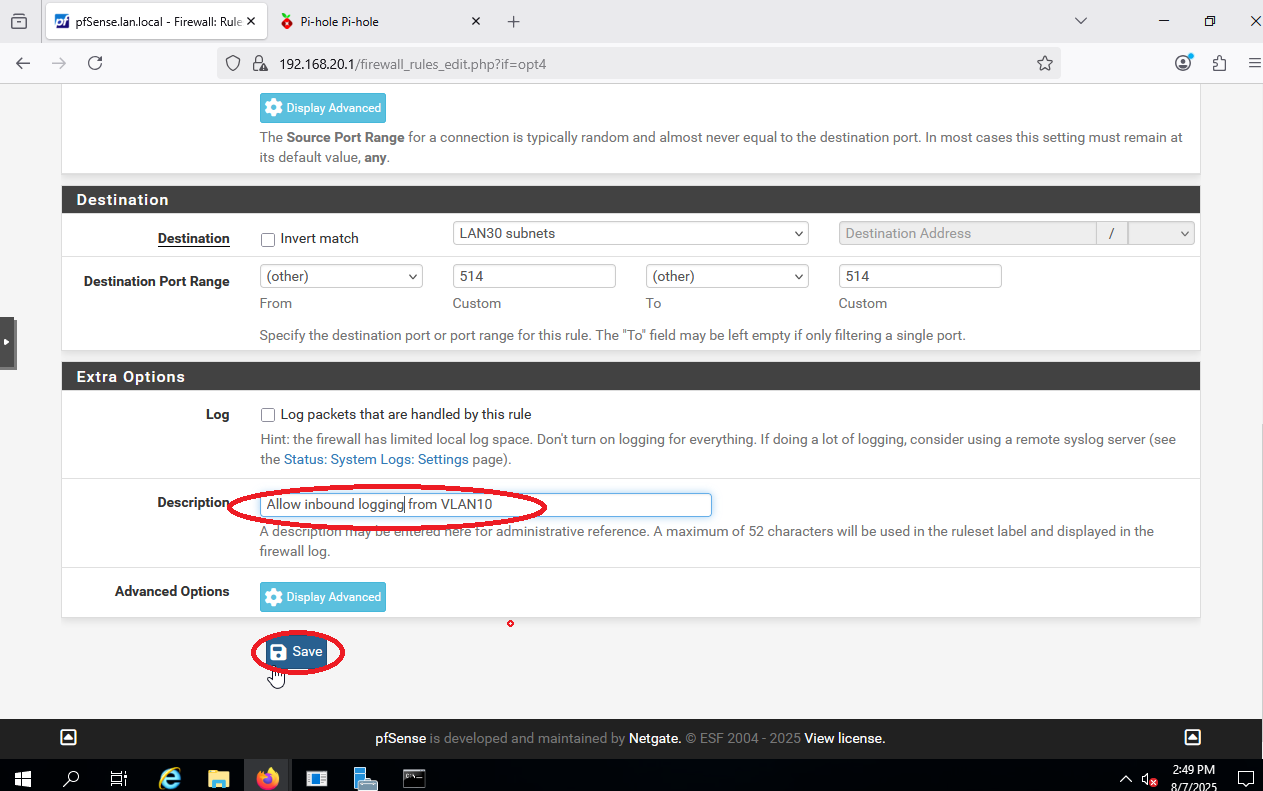 pfSense.lan.local - Firewall: Rule
Pi-hole Pi-hole
192.168.20.1/firewall_rules_edit.php?if=opt4
Display Advanced
The Source Port Range for a connection is typically random and almost never equal to the destination port. In most cases this setting must remain at
its default value, any.
Destination
Destination Invert match LAN30 subnets Destination Address /
Destination Port Range (other) 514 (other) 514
From Custom To Custom
Specify the destination port or port range for this rule. The "To" field may be left empty if only filtering a single port.
Extra Options
Log Log packets that are handled by this rule
Hint: the firewall has limited local log space. Don't turn on logging for everything. If doing a lot of logging, consider using a remote syslog server (see
the Status: System Logs: Settings page).
Description Allow inbound logging from VLAN10
A description may be entered here for administrative reference. A maximum of 52 characters will be used in the ruleset label and displayed in the
firewall log.
Advanced Options Display Advanced
Save
pfSense is developed and maintained by Netgate. © ESF 2004 - 2025 View license.
2:49 PM
8/7/2025